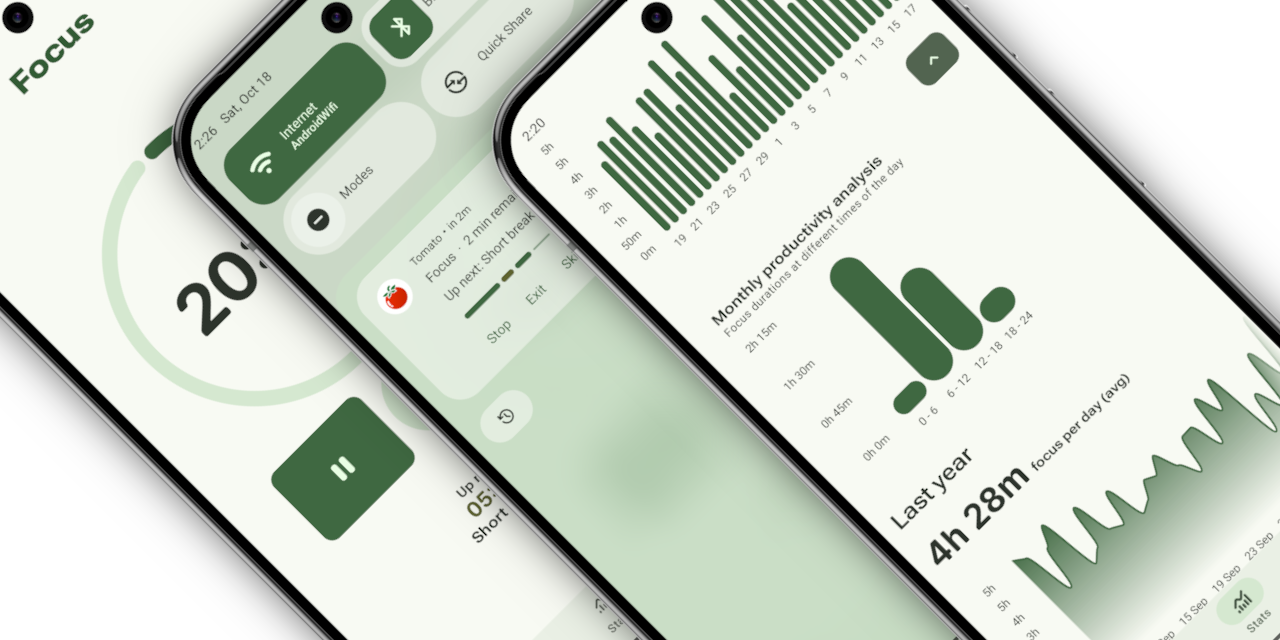 Focus
20:
Up
05:
Short
2:26 Sat, Oct 18
Internet
AndroidWifi
Quick Share
Modes
Tomato • in 2m
Focus · 2 min rema
Up next: Short break
Stop
Exit
Sk
Sta
2:20
5h
5h
4h
3h
2h
1h
50m
0m
19 21 23 25 27 29 1 3 5 7 9 11 13 15 17
Monthly productivity analysis
Focus durations at different times of the day
2h 15m
1h 30m
0h 45m
0h 0m
0 - 6 6 - 12 12 - 18 18 - 24
Last year
4h 28m focus per day (avg)
5h
5h
4h
3h
Sep 15 Sep 19 Sep 23 Sep
Stats